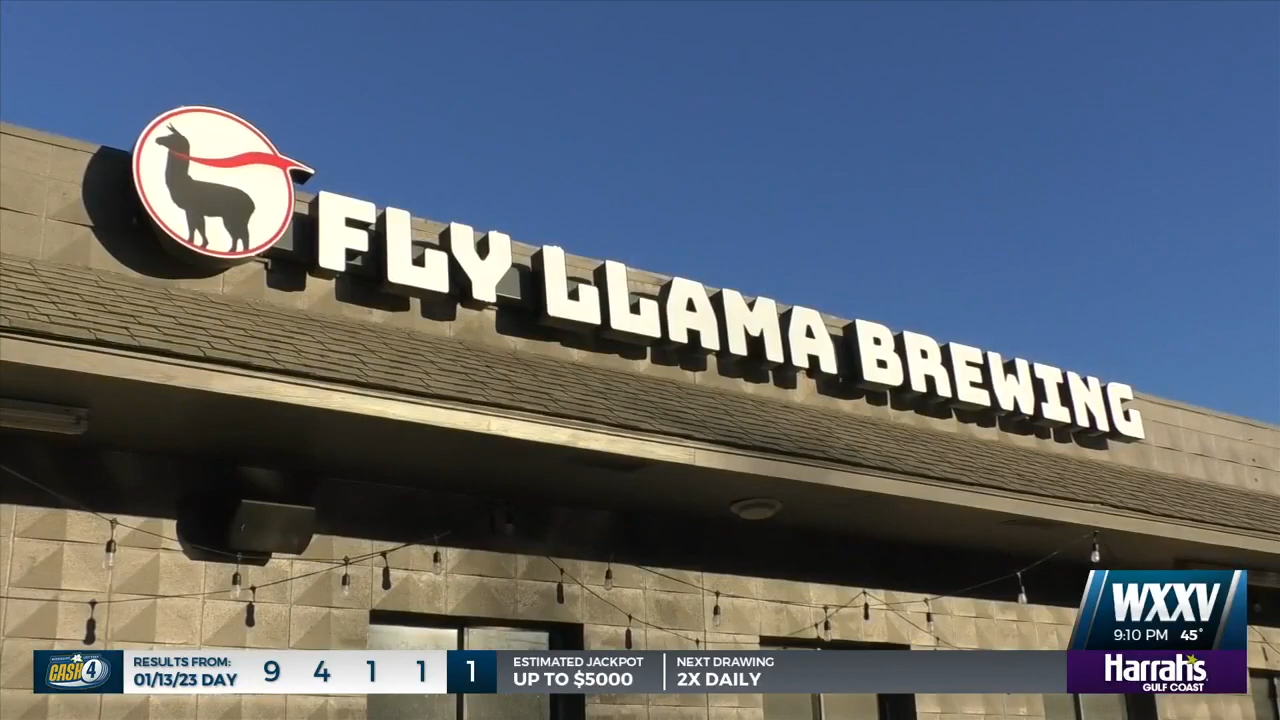 FLY LLAMA BREWING
WXXV
9:10 PM 45°
Harrah's
GULF COAST
CASH 4
RESULTS FROM:
01/13/23 DAY
9 4 1 1 1
ESTIMATED JACKPOT
UP TO $5000
NEXT DRAWING
2X DAILY